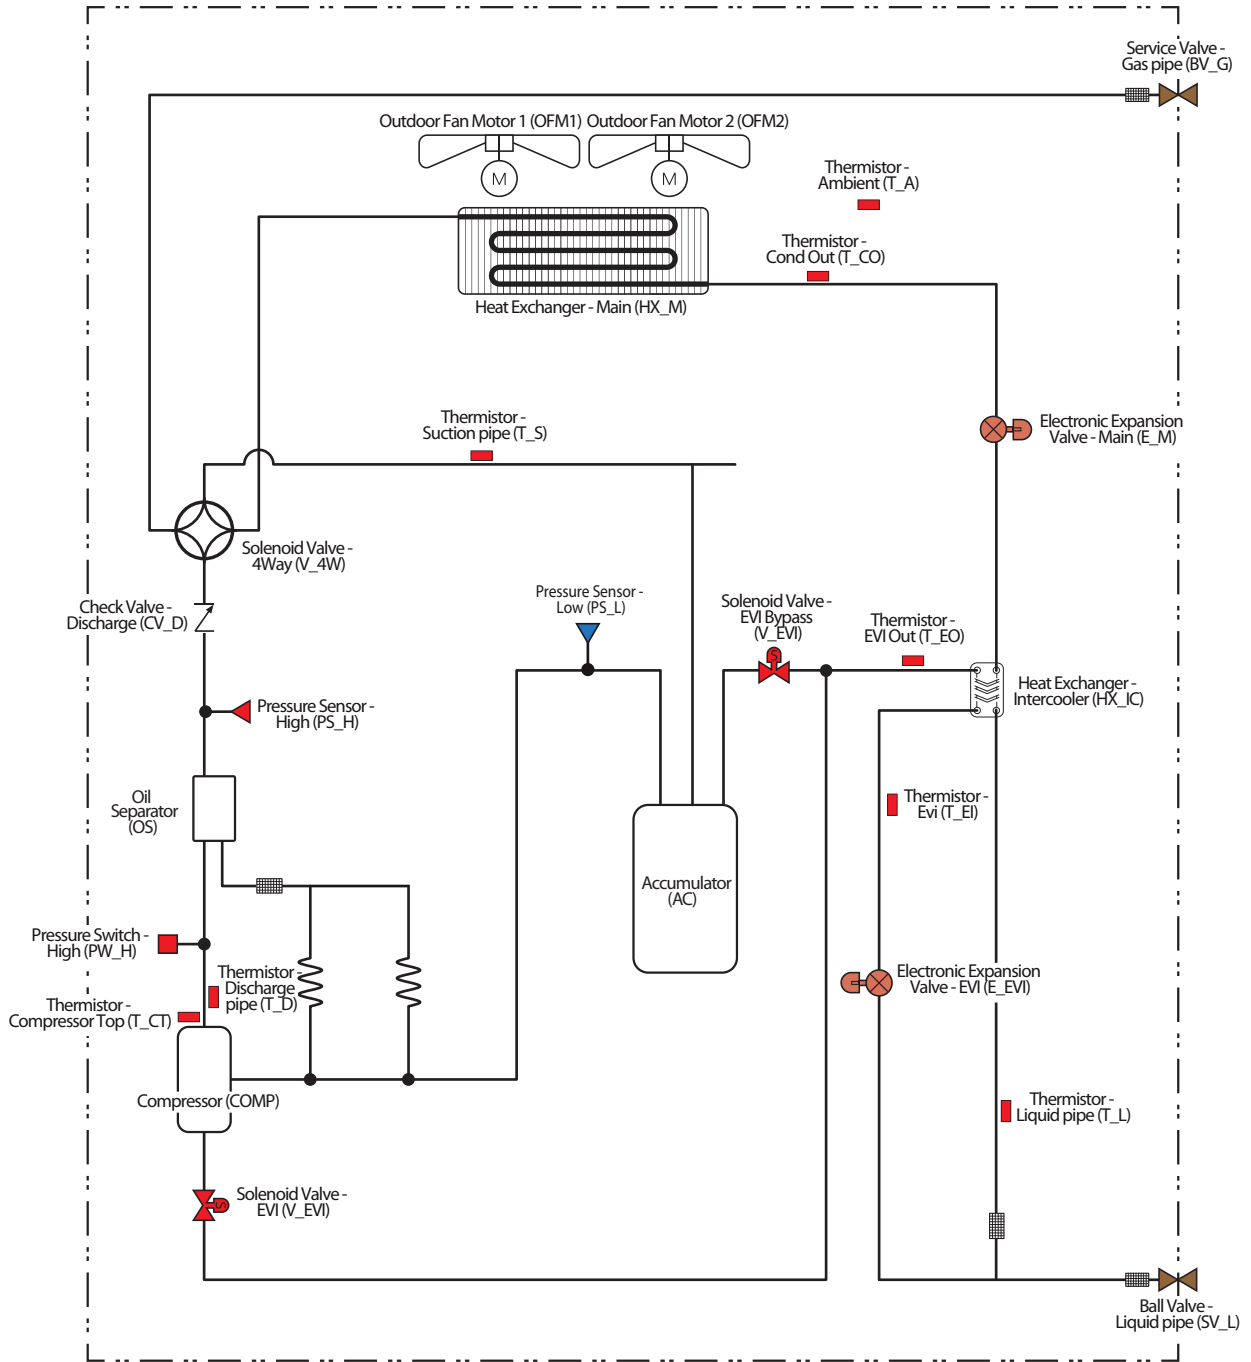 Service Valve -
Gas pipe (BV_G)
Outdoor Fan Motor 1 (OFM1)
Outdoor Fan Motor 2 (OFM2)
M
M
Thermistor -
Ambient (T_A)
Thermistor -
Cond Out (T_CO)
Heat Exchanger - Main (HX_M)
Thermistor -
Suction pipe (T_S)
Electronic Expansion
Valve - Main (E_M)
Solenoid Valve -
4Way (V_4W)
Check Valve -
Discharge (CV_D)
Pressure Sensor -
Low (PS_L)
Solenoid Valve -
EVI Bypass
(V_EVI)
S
Thermistor -
EVI Out (T_EO)
Heat Exchanger -
Intercooler (HX_IC)
Pressure Sensor -
High (PS_H)
Oil
Separator
(OS)
Thermistor -
Evi (T_EI)
Accumulator
(AC)
Pressure Switch -
High (PW_H)
Thermistor -
Discharge
pipe (T_D)
Electronic Expansion
Valve - EVI (E_EVI)
Thermistor -
Compressor Top (T_CT)
Compressor (COMP)
Thermistor -
Liquid pipe (T_L)
Solenoid Valve -
EVI (V_EVI)
S
Ball Valve -
Liquid pipe (SV_L)